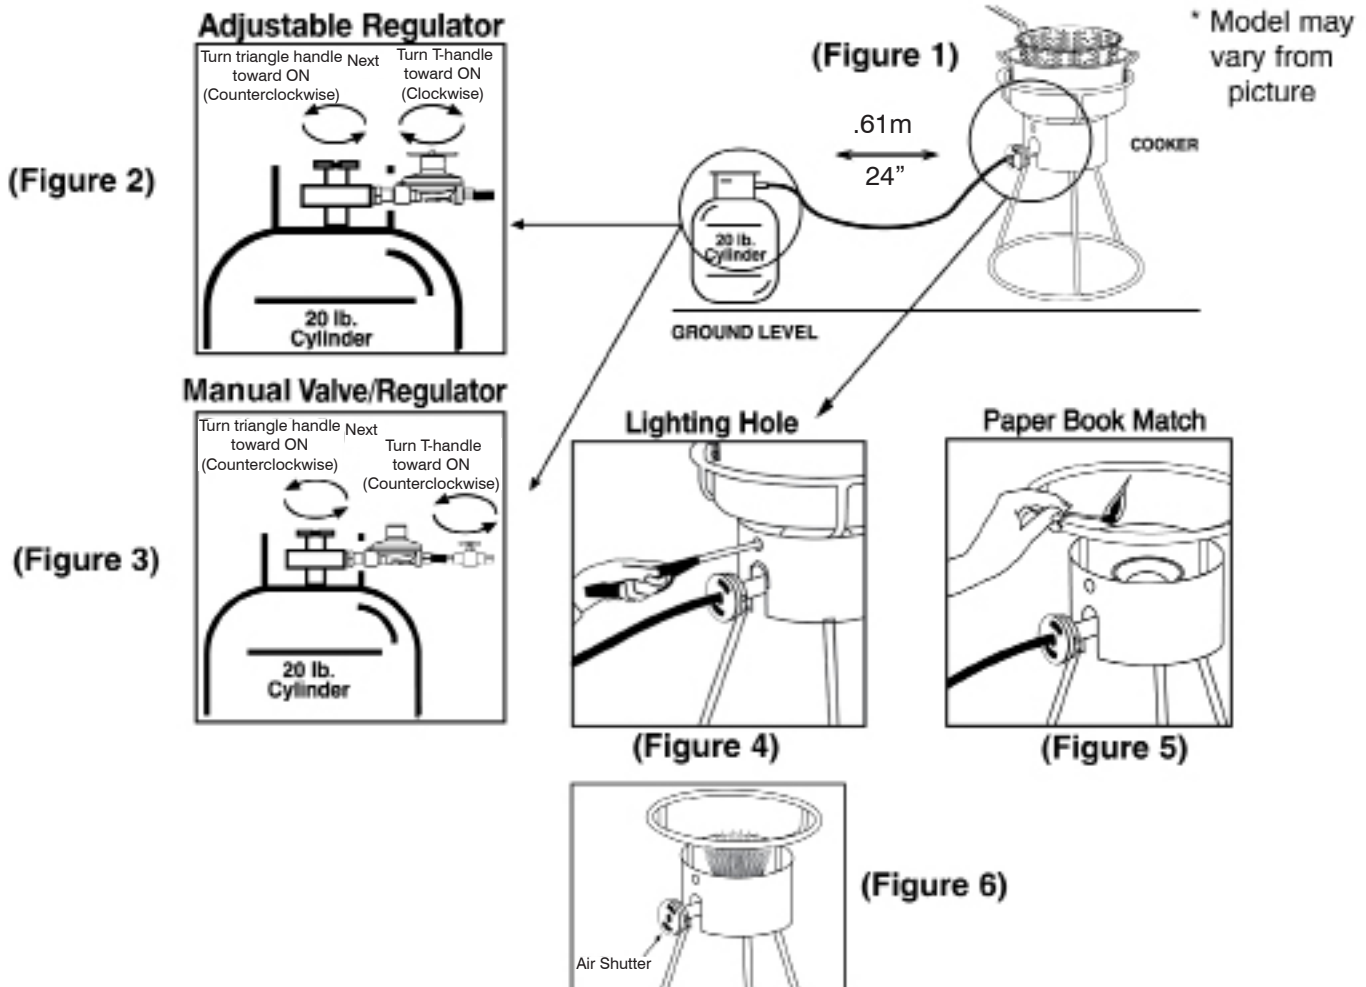 Adjustable Regulator
Turn triangle handle
toward ON
(Counterclockwise)
Next
Turn T-handle
toward ON
(Clockwise)
(Figure 2)
20 lb.
Cylinder
(Figure 1)
* Model may
vary from
picture
.61m
24”
COOKER
20 lb.
Cylinder
GROUND LEVEL
Manual Valve/Regulator
Turn triangle handle
toward ON
(Counterclockwise)
Next
Turn T-handle
toward ON
(Counterclockwise)
(Figure 3)
20 lb.
Cylinder
Lighting Hole
(Figure 4)
Paper Book Match
(Figure 5)
Air Shutter
(Figure 6)